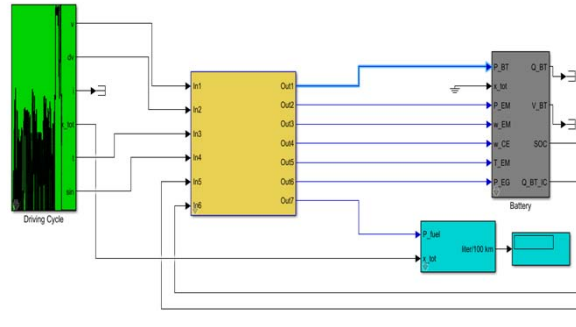 v
dv
i
x_tot
t
Driving Cycle
In1
In2
In3
In4
In5
In6
Out1
Out2
Out3
Out4
Out5
Out6
Out7
P_BT
x_tot
P_EM
w_EM
w_CE
T_EM
P_EG
Q_BT
V_BT
SOC
Q_BT_IC
Battery
P_fuel
x_tot
liter/100 km